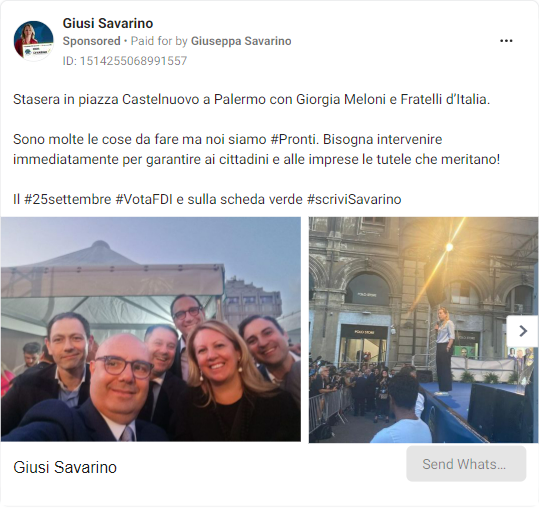 Giusi Savarino
Sponsored • Paid for by Giuseppa Savarino
ID: 1514255068991557
Stasera in piazza Castelnuovo a Palermo con Giorgia Meloni e Fratelli d’Italia.
Sono molte le cose da fare ma noi siamo #Pronti. Bisogna intervenire
immediatamente per garantire ai cittadini e alle imprese le tutele che meritano!
Il #25settembre #VotaFDI e sulla scheda verde #scriviSavarino
Giusi Savarino
Send Whats...